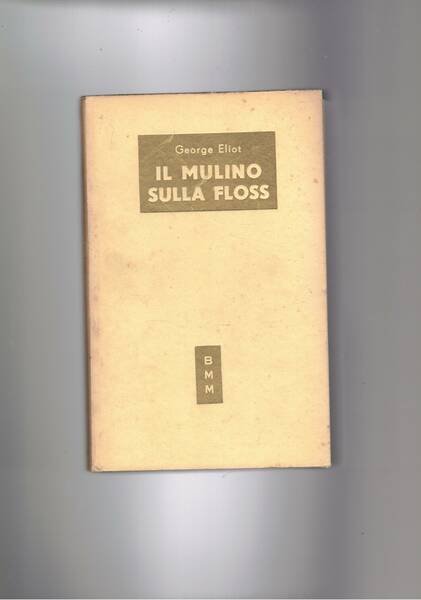 George Eliot
IL MULINO
SULLA FLOSS
B
M
M